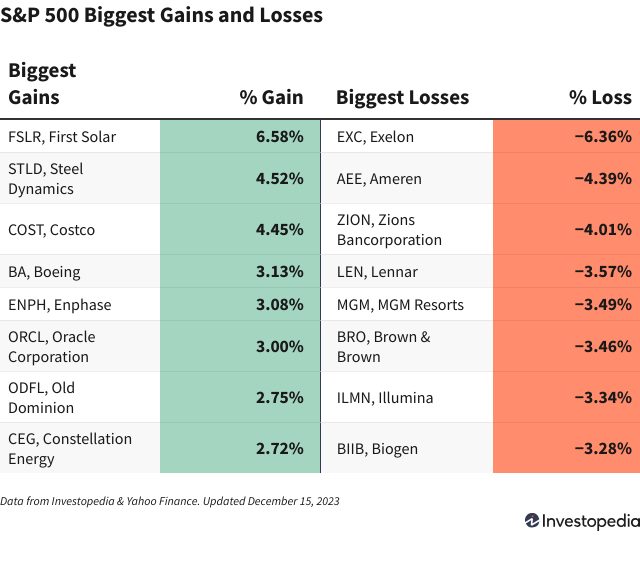 S&P 500 Biggest Gains and Losses
Biggest
Gains
% Gain
Biggest Losses
% Loss
FSLR, First Solar
6.58%
EXC, Exelon
−6.36%
STLD, Steel
Dynamics
4.52%
AEE, Ameren
−4.39%
COST, Costco
4.45%
ZION, Zions
Bancorporation
−4.01%
BA, Boeing
3.13%
LEN, Lennar
−3.57%
ENPH, Enphase
3.08%
MGM, MGM Resorts
−3.49%
ORCL, Oracle
Corporation
3.00%
BRO, Brown &
Brown
−3.46%
ODFL, Old
Dominion
2.75%
ILMN, Illumina
−3.34%
CEG, Constellation
Energy
2.72%
BIIB, Biogen
−3.28%
Data from Investopedia & Yahoo Finance. Updated December 15, 2023
Investopedia